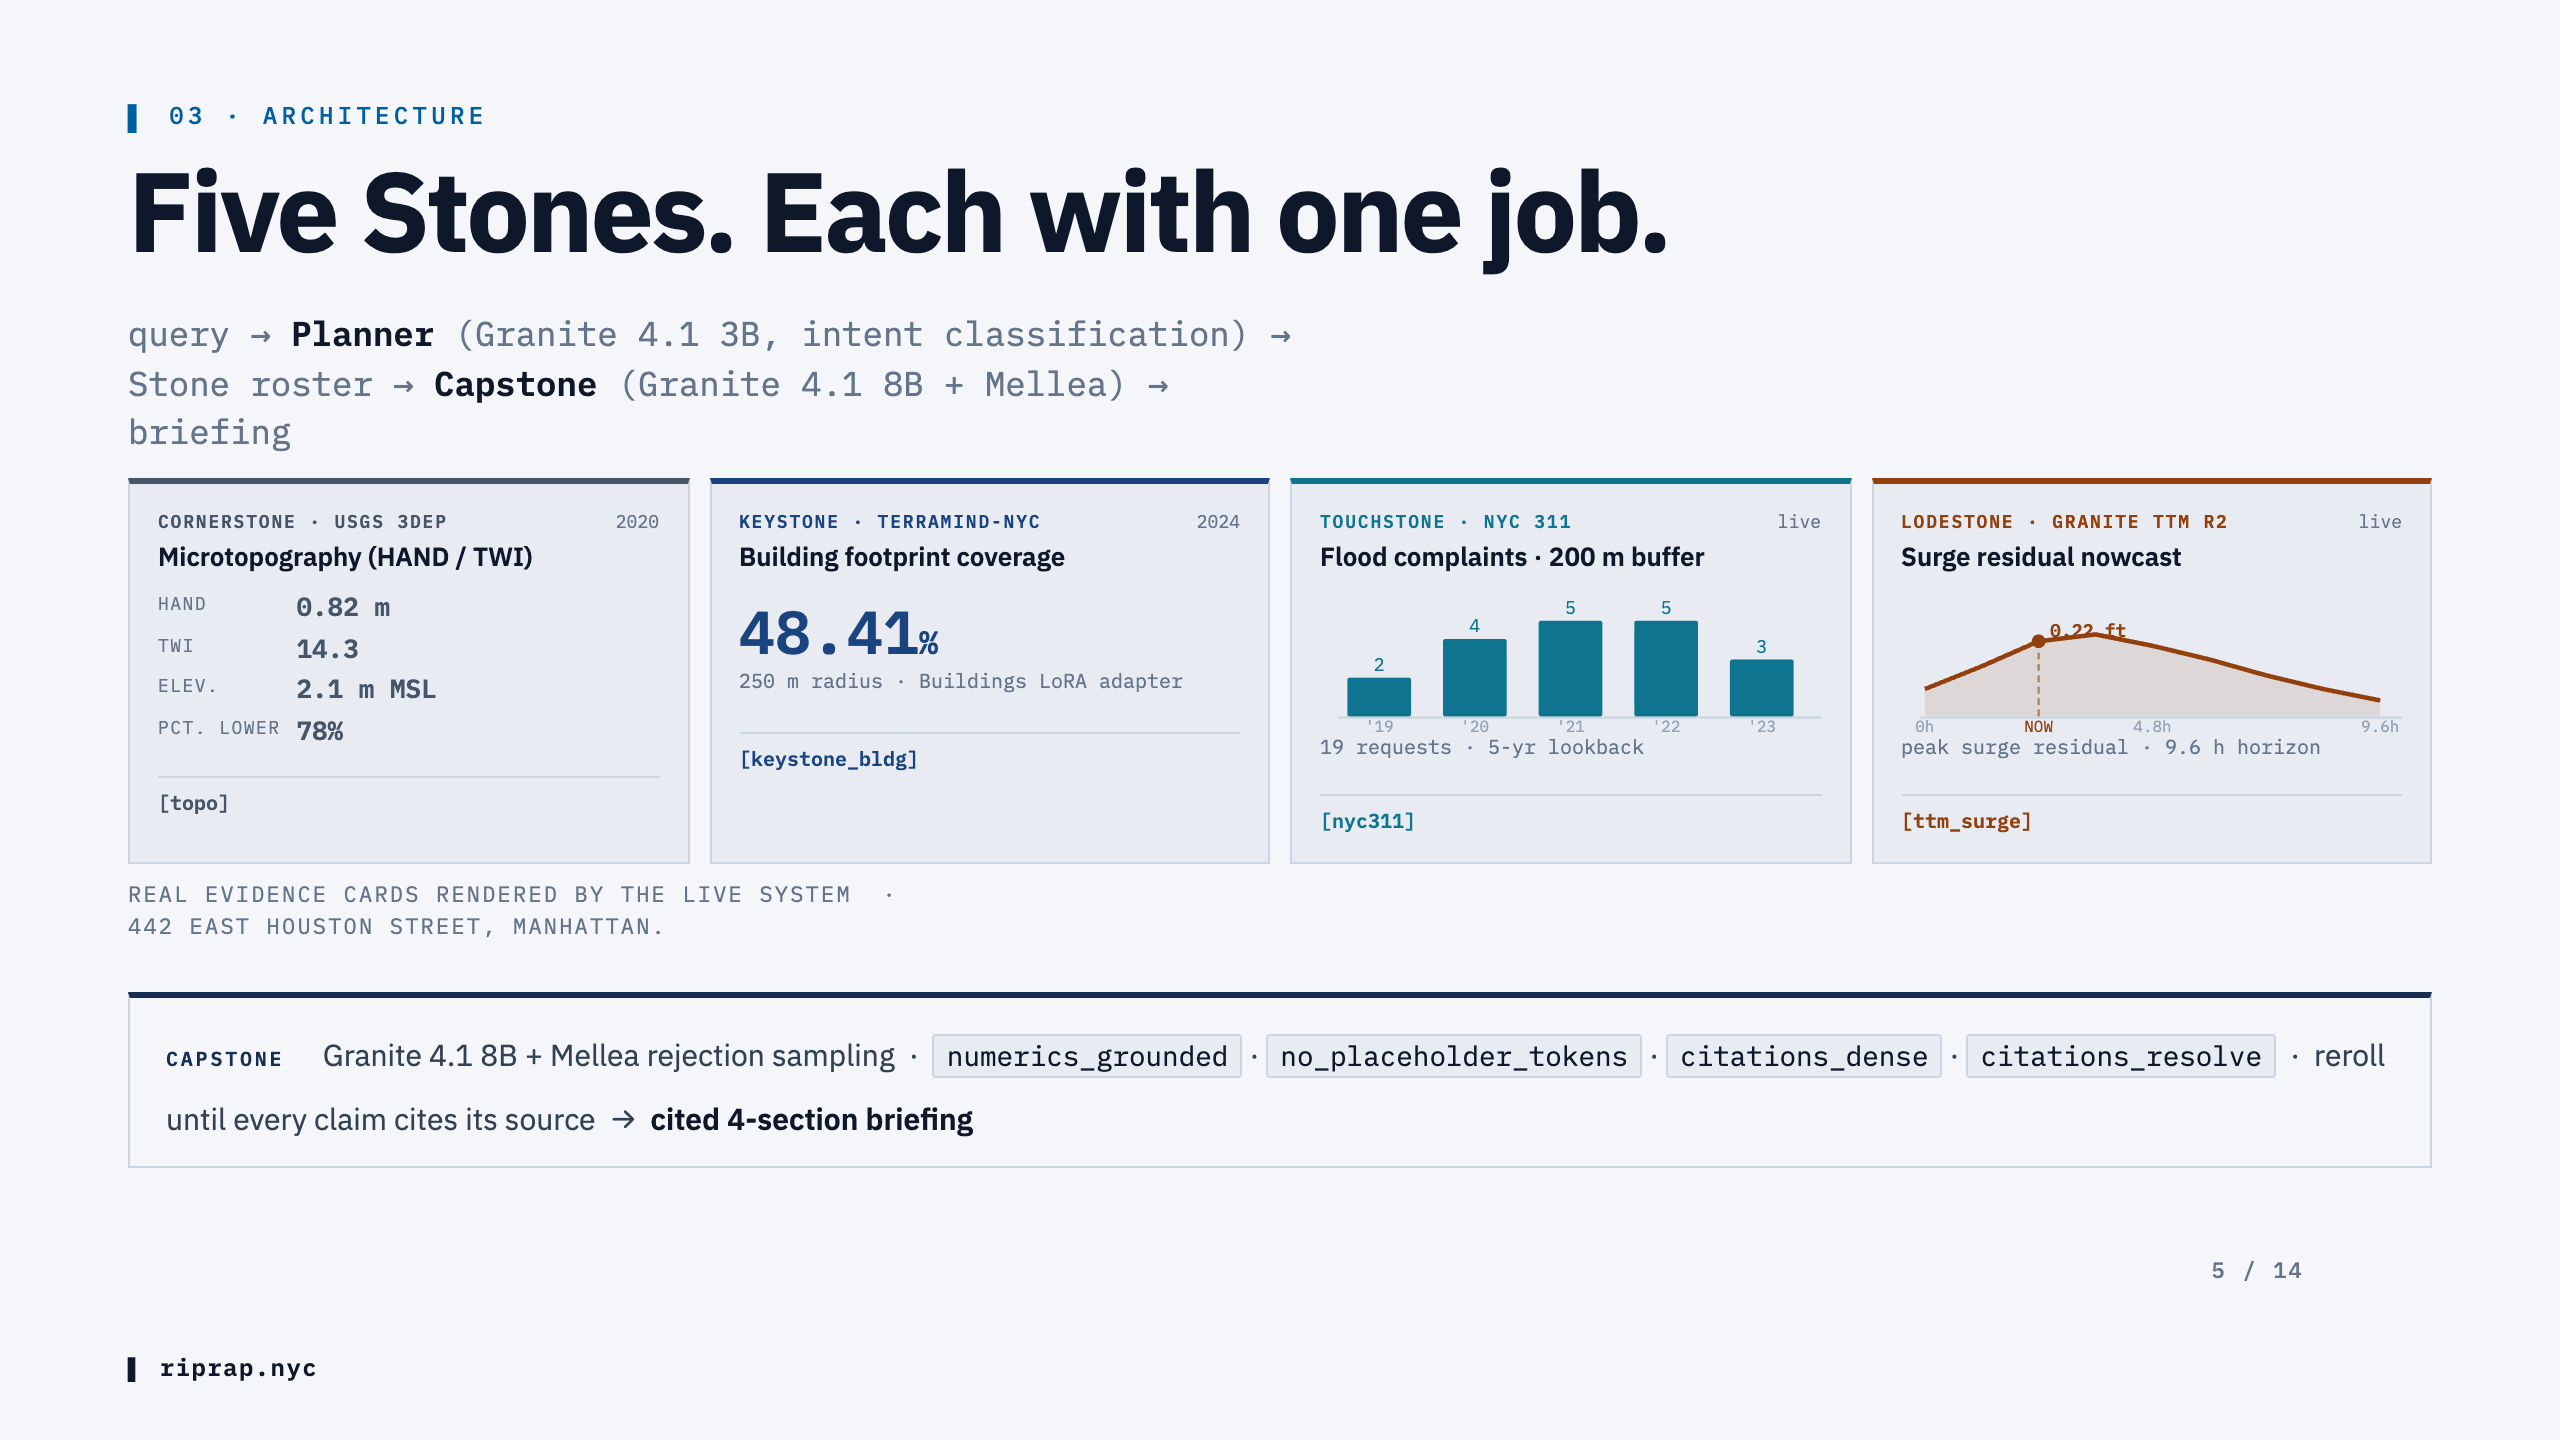 03 · ARCHITECTURE
Five Stones. Each with one job.
query → Planner (Granite 4.1 3B, intent classification) →
Stone roster → Capstone (Granite 4.1 8B + Mellea) →
briefing
CORNERSTONE · USGS 3DEP 2020
Microtopography (HAND / TWI)
HAND 0.82 m
TWI 14.3
ELEV. 2.1 m MSL
PCT. LOWER 78%
[topo]
KEYSTONE · TERRAMIND-NYC 2024
Building footprint coverage
48.41%
250 m radius · Buildings LoRA adapter
[keystone_bldg]
TOUCHSTONE · NYC 311 live
Flood complaints · 200 m buffer
2 4 5 5 3
'19 '20 '21 '22 '23
19 requests · 5-yr lookback
[nyc311]
LODESTONE · GRANITE TTM R2 live
Surge residual nowcast
0.22 ft
0h NOW 4.8h 9.6h
peak surge residual · 9.6 h horizon
[ttm_surge]
REAL EVIDENCE CARDS RENDERED BY THE LIVE SYSTEM ·
442 EAST HOUSTON STREET, MANHATTAN.
CAPSTONE Granite 4.1 8B + Mellea rejection sampling · numerics_grounded · no_placeholder_tokens · citations_dense · citations_resolve · reroll
until every claim cites its source → cited 4-section briefing
5 / 14
riprap.nyc